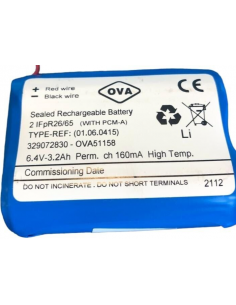 + Red wire
- Black wire
OVA
Sealed Rechargeable Battery
2 IFpR26/65 (WITH PCM-A)
TYPE-REF: (01.06.0415)
329072830 - OVA51158
Li
6.4V-3.2Ah Perm. ch 160mA High Temp.
Commissioning Date
DO NOT INCINERATE . DO NOT SHORT TERMINALS
2112